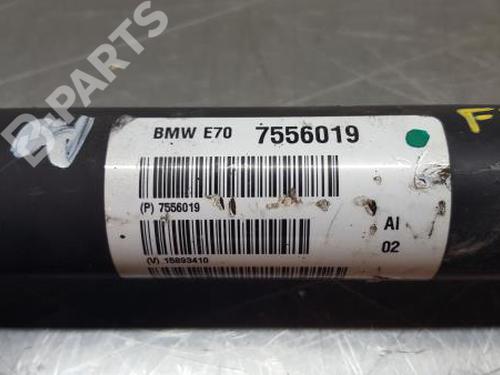 B-PARTS
BMW E70 7556019
F
(P) 7556019
AI
02
(V) 15893410